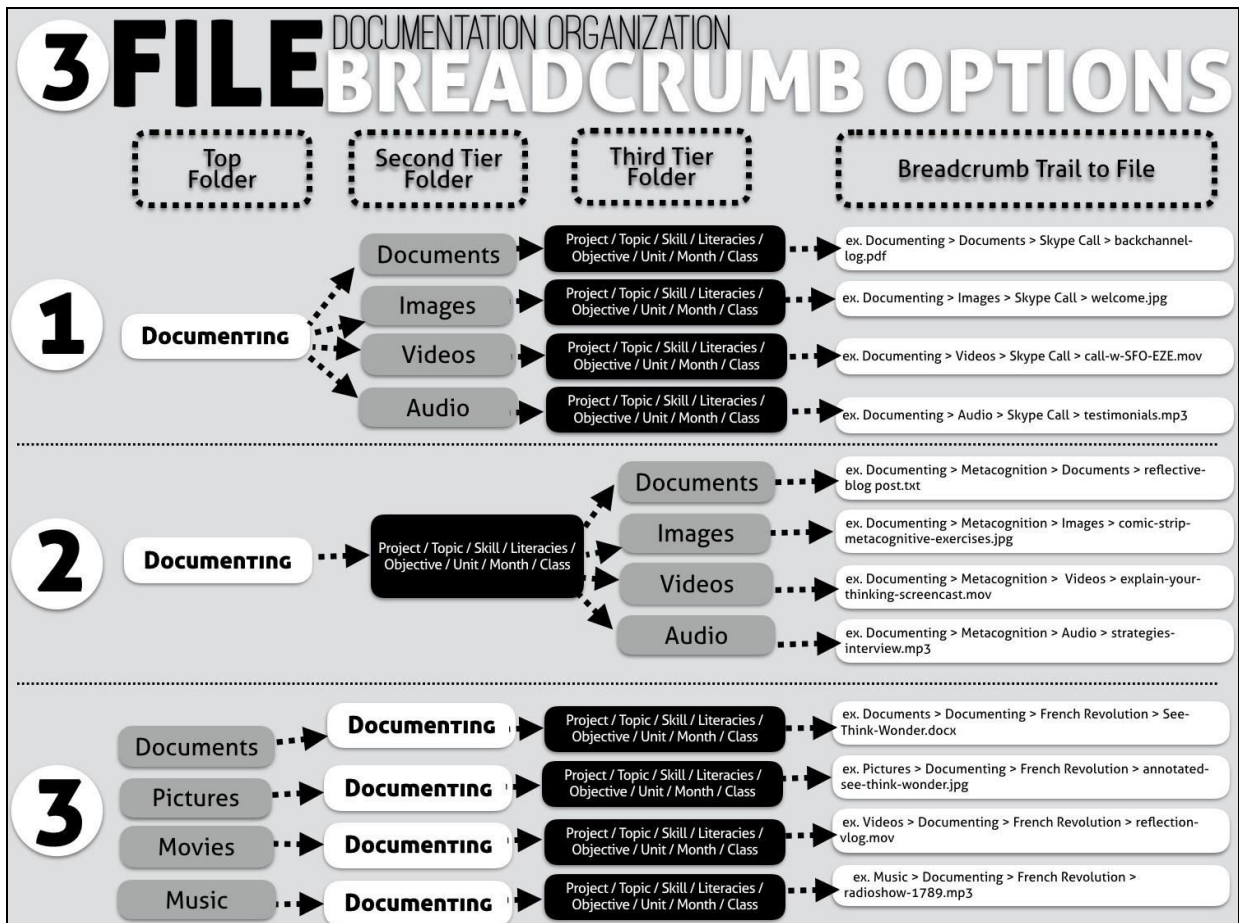 3 FILE
DOCUMENTATION ORGANIZATION
BREADCRUMB OPTIONS
Top
Folder
Second Tier
Folder
Third Tier
Folder
Breadcrumb Trail to File
1
Documenting
Documents
Project / Topic / Skill / Literacies /
Objective / Unit / Month / Class
ex. Documenting > Documents > Skype Call > backchannel-
log.pdf
Images
Project / Topic / Skill / Literacies /
Objective / Unit / Month / Class
ex. Documenting > Images > Skype Call > welcome.jpg
Videos
Project / Topic / Skill / Literacies /
Objective / Unit / Month / Class
ex. Documenting > Videos > Skype Call > call-w-SFO-EZE.mov
Audio
Project / Topic / Skill / Literacies /
Objective / Unit / Month / Class
ex. Documenting > Audio > Skype Call > testimonials.mp3
2
Documenting
Project / Topic / Skill / Literacies /
Objective / Unit / Month / Class
Documents
ex. Documenting > Metacognition > Documents > reflective-
blog post.txt
Images
ex. Documenting > Metacognition > Images > comic-strip-
metacognitive-exercises.jpg
Videos
ex. Documenting > Metacognition > Videos > explain-your-
thinking-screencast.mov
Audio
ex. Documenting > Metacognition > Audio > strategies-
interview.mp3
3
Documents
Documenting
Project / Topic / Skill / Literacies /
Objective / Unit / Month / Class
ex. Documents > Documenting > French Revolution > See-
Think-Wonder.docx
Pictures
Documenting
Project / Topic / Skill / Literacies /
Objective / Unit / Month / Class
ex. Pictures > Documenting > French Revolution > annotated-
see-think-wonder.jpg
Movies
Documenting
Project / Topic / Skill / Literacies /
Objective / Unit / Month / Class
ex. Videos > Documenting > French Revolution > reflection-
vlog.mov
Music
Documenting
Project / Topic / Skill / Literacies /
Objective / Unit / Month / Class
ex. Music > Documenting > French Revolution >
radioshow-1789.mp3